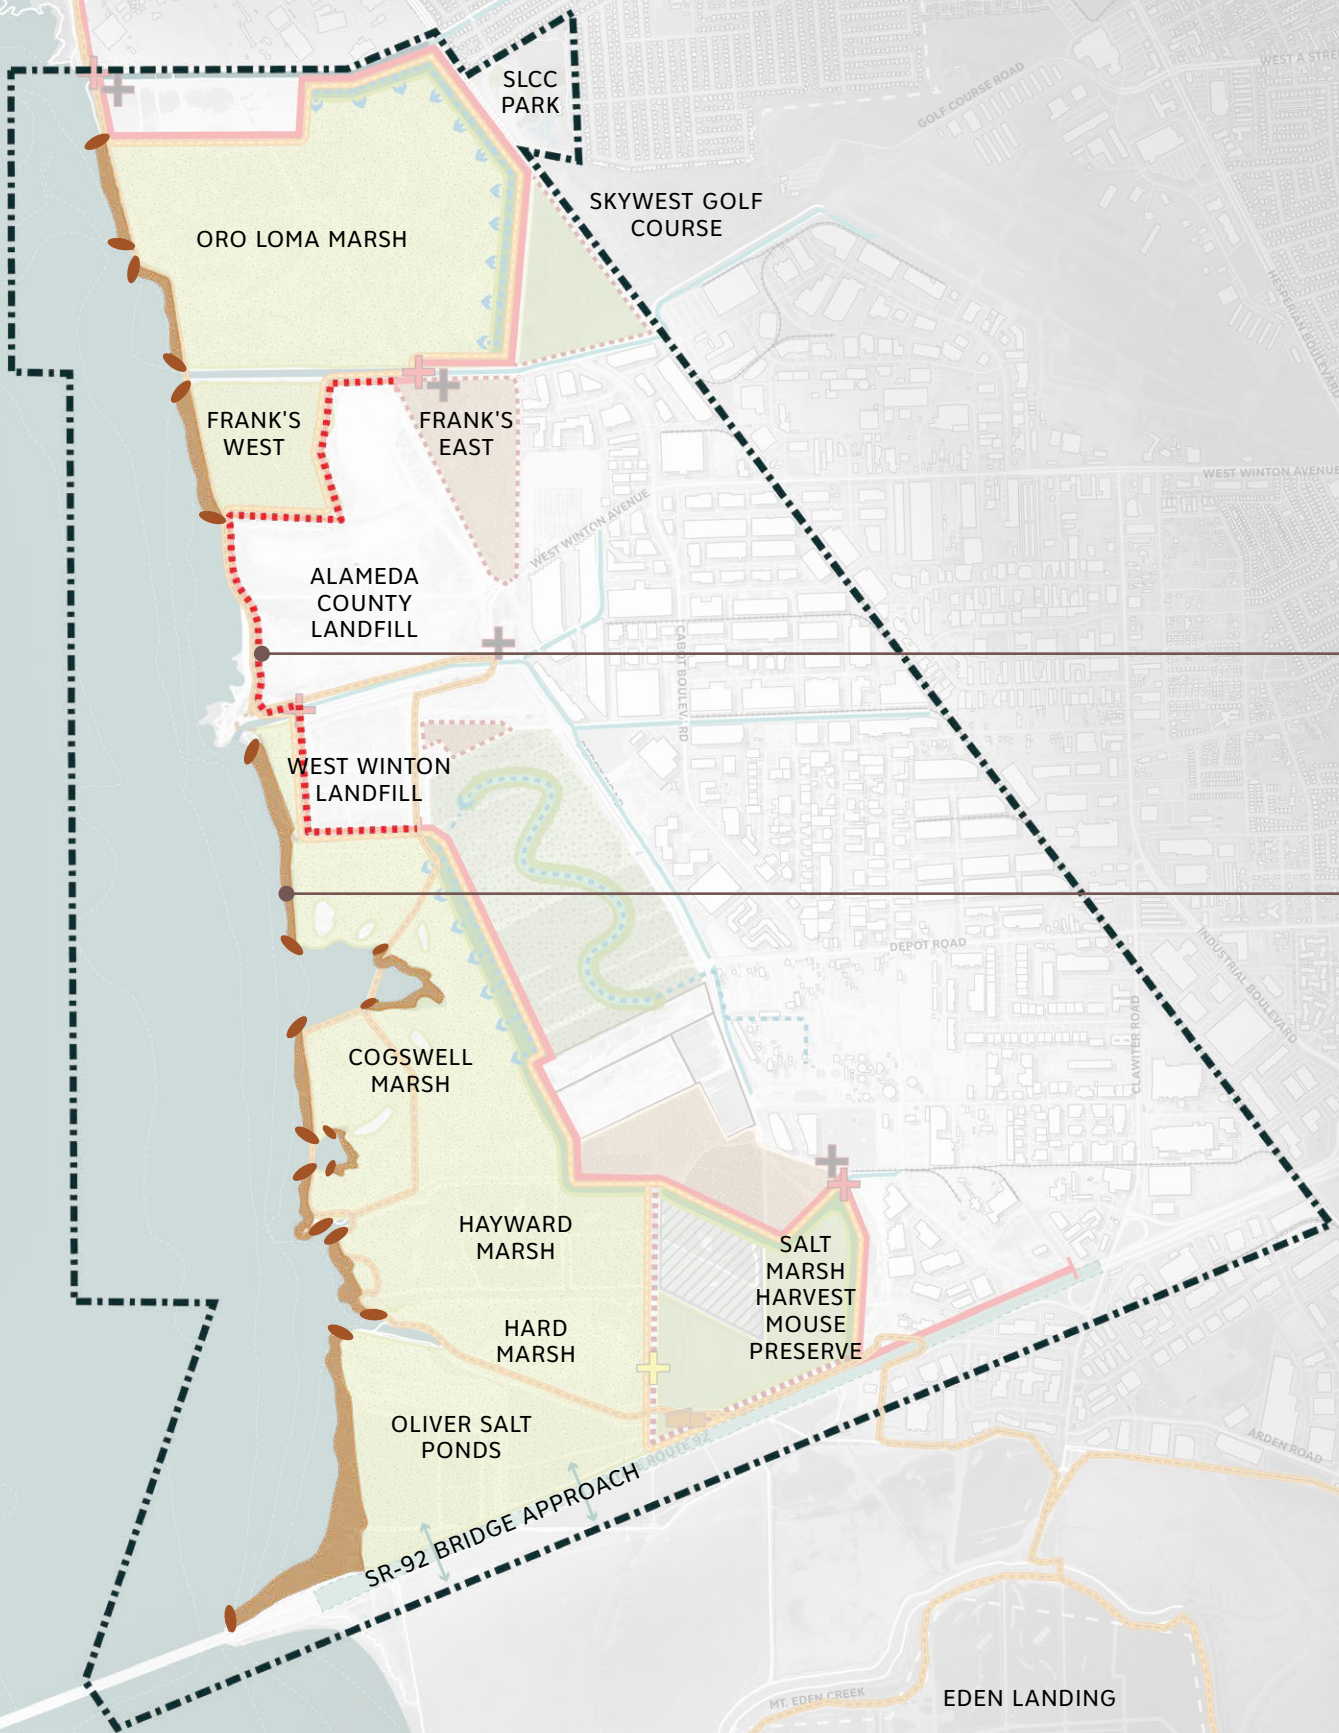 SLCC
PARK
WEST A STRE
GOLF COURSE ROAD
SKYWEST GOLF
COURSE
ORO LOMA MARSH
HESPERIAN BOULEVARD
FRANK'S
WEST
FRANK'S
EAST
WEST WINTON AVENUE
WEST WINTON AVENUE
ALAMEDA
COUNTY
LANDFILL
CABOT BOULEVARD
WEST WINTON
LANDFILL
DEPOT ROAD
INDUSTRIAL BOULEVARD
CLAWITER ROAD
COGSWELL
MARSH
HAYWARD
MARSH
SALT
MARSH
HARVEST
MOUSE
PRESERVE
HARD
MARSH
OLIVER SALT
PONDS
ARDEN ROAD
ROUTE 92
SR-92 BRIDGE APPROACH
MT. EDEN CREEK
EDEN LANDING